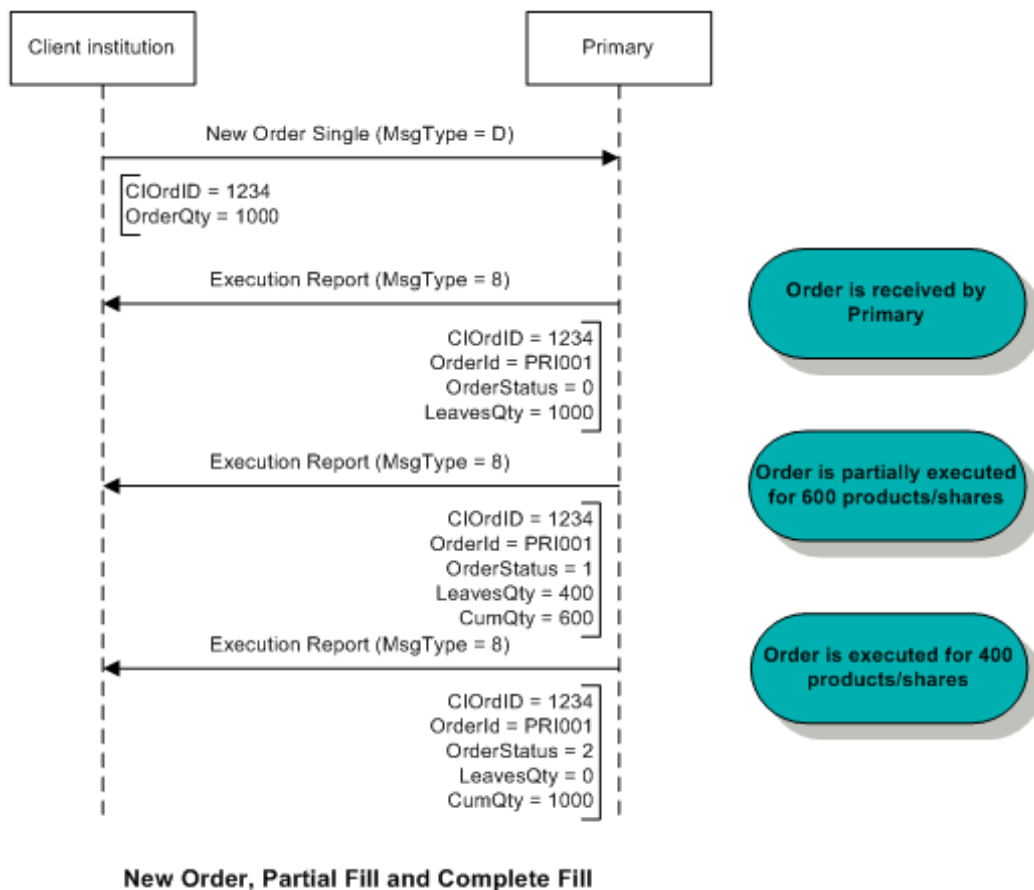 Client institution
Primary
New Order Single (MsgType = D)
ClOrdID = 1234
OrderQty = 1000
Execution Report (MsgType = 8)
Order is received by
Primary
ClOrdID = 1234
OrderId = PRI001
OrderStatus = 0
LeavesQty = 1000
Execution Report (MsgType = 8)
Order is partially executed
for 600 products/shares
ClOrdID = 1234
OrderId = PRI001
OrderStatus = 1
LeavesQty = 400
CumQty = 600
Execution Report (MsgType = 8)
Order is executed for 400
products/shares
ClOrdID = 1234
OrderId = PRI001
OrderStatus = 2
LeavesQty = 0
CumQty = 1000
New Order, Partial Fill and Complete Fill